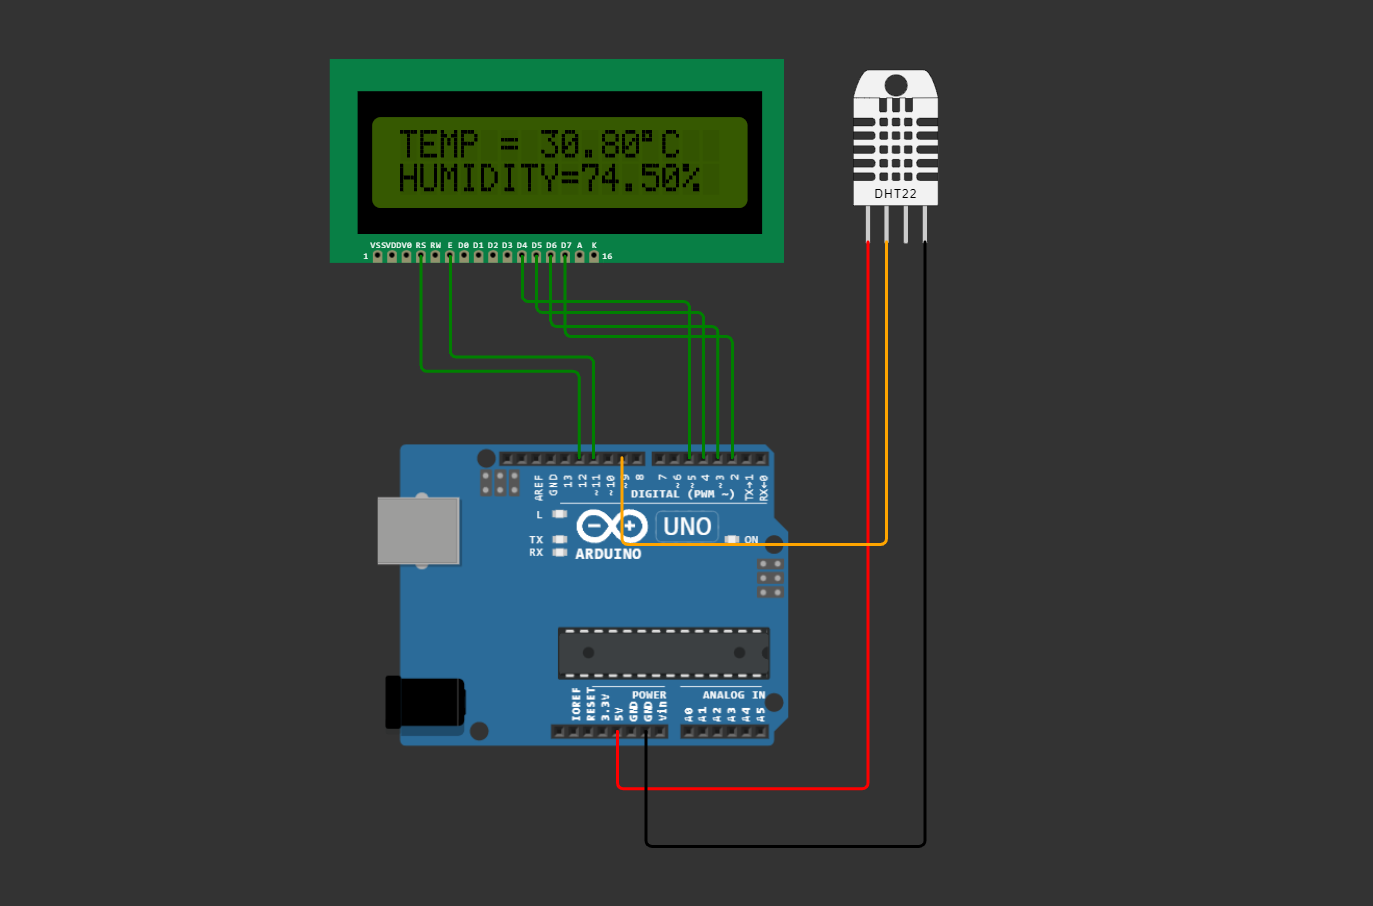 TEMP = 30.80°C
HUMIDITY=74.50%
VSS VDD V0 RS RW E D0 D1 D2 D3 D4 D5 D6 D7 A K
1 16
DHT22
AREF GND 13 12 ~11 ~10 ~9 8 7 ~6 ~5 4 ~3 2 TX→1 RX←0
DIGITAL (PWM ~)
L
UNO
TX ON
RX ARDUINO
POWER ANALOG IN
IOREF RESET 3.3V 5V GND GND Vin A0 A1 A2 A3 A4 A5